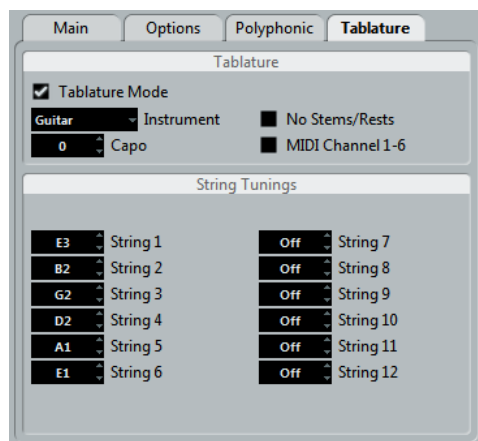 Main Options Polyphonic Tablature
Tablature
Tablature Mode
Guitar Instrument No Stems/Rests
0 Capo MIDI Channel 1-6
String Tunings
E3 String 1 Off String 7
B2 String 2 Off String 8
G2 String 3 Off String 9
D2 String 4 Off String 10
A1 String 5 Off String 11
E1 String 6 Off String 12